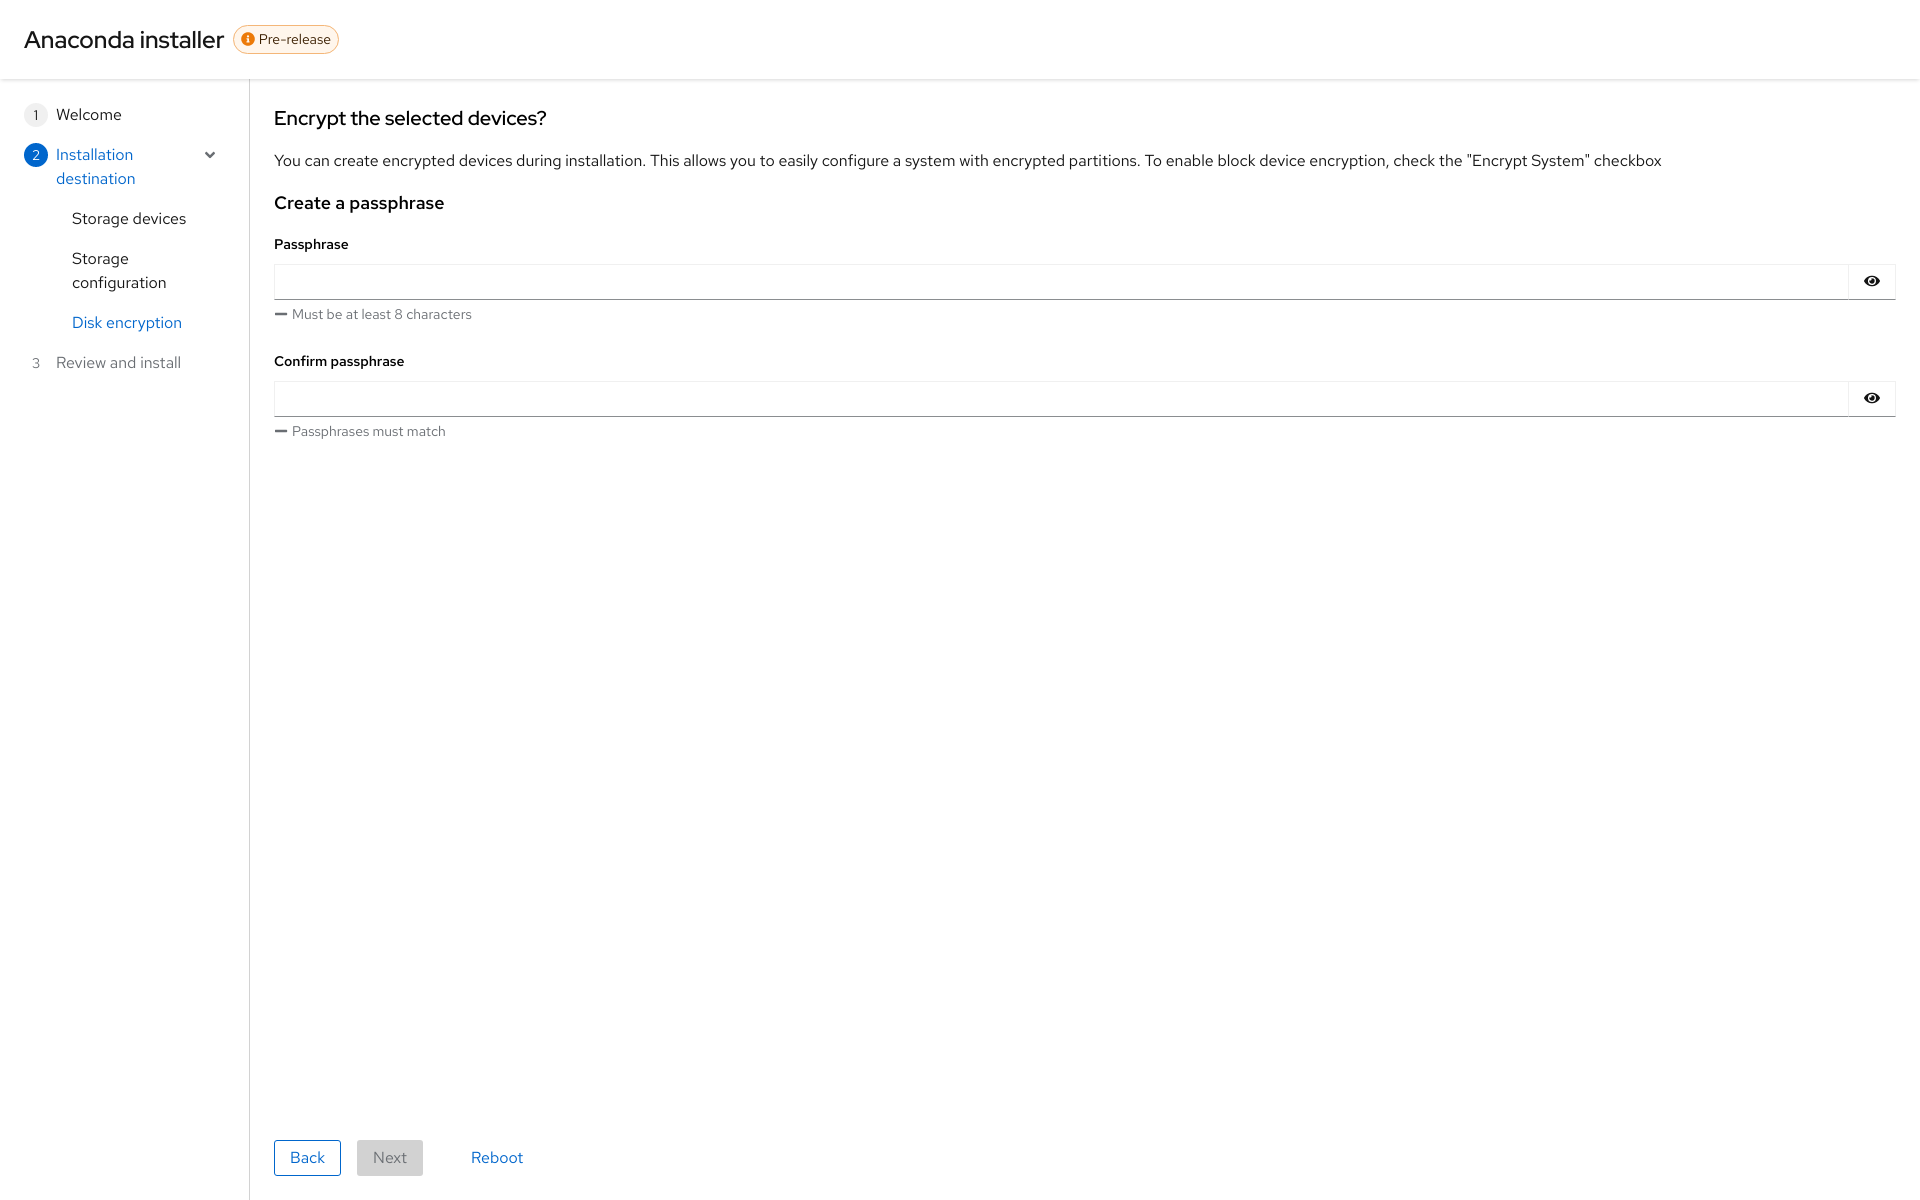 Anaconda installer
Pre-release
1 Welcome
2 Installation
destination
Storage devices
Storage
configuration
Disk encryption
3 Review and install
Encrypt the selected devices?
You can create encrypted devices during installation. This allows you to easily configure a system with encrypted partitions. To enable block device encryption, check the "Encrypt System" checkbox
Create a passphrase
Passphrase
Must be at least 8 characters
Confirm passphrase
Passphrases must match
Back
Next
Reboot